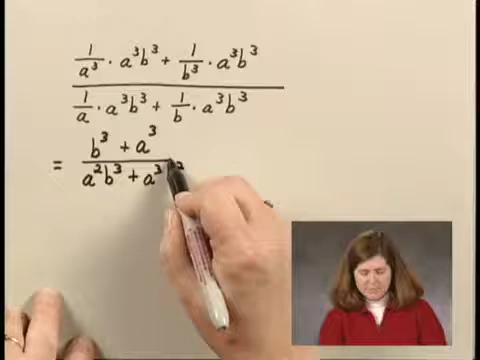 1/a³ · a³b³ + 1/b³ · a³b³
1/a · a³b³ + 1/b · a³b³
= b³ + a³
a²b³ + a³